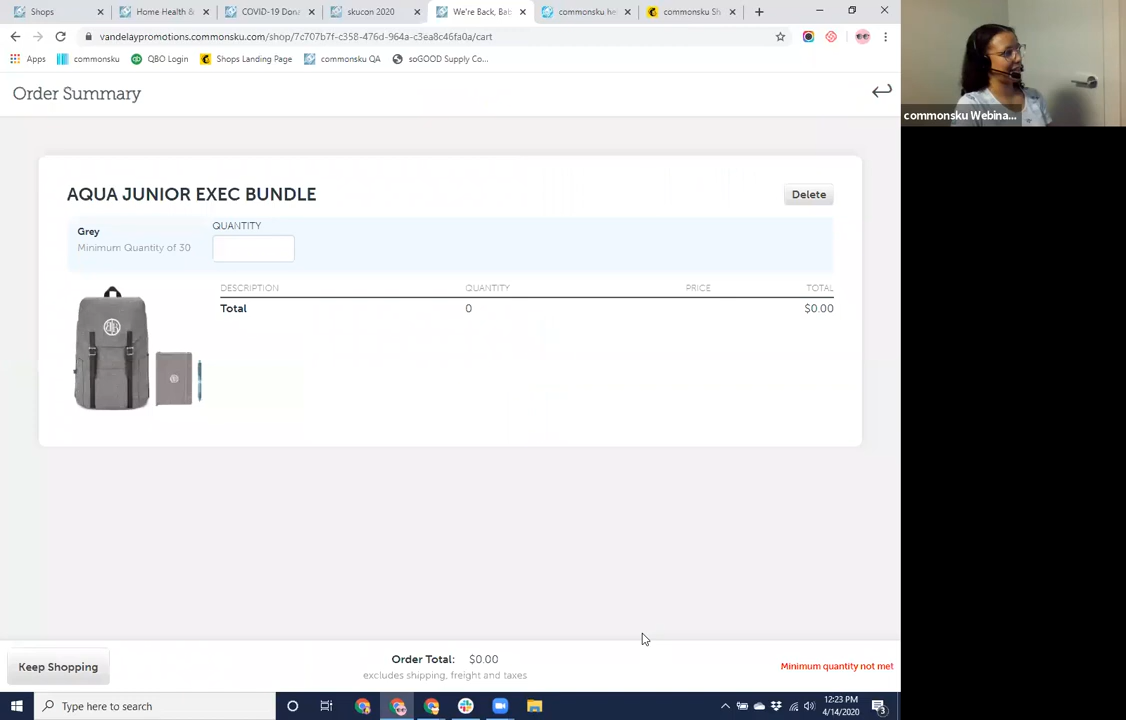 Shops
Home Health &
COVID-19 Dona
skucon 2020
We're Back, Bab
commonsku he
commonsku Sh
vandelaypromotions.commonsku.com/shop/7c707b7f-c358-476d-964a-c3ea8c46fa0a/cart
Apps
commonsku
QBO Login
Shops Landing Page
commonsku QA
soGOOD Supply Co...
commonsku Webina...
Order Summary
AQUA JUNIOR EXEC BUNDLE
Delete
Grey
Minimum Quantity of 30
QUANTITY
DESCRIPTION QUANTITY PRICE TOTAL
Total 0 $0.00
Keep Shopping
Order Total: $0.00
excludes shipping, freight and taxes
Minimum quantity not met
Type here to search
12:23 PM
4/14/2020
3